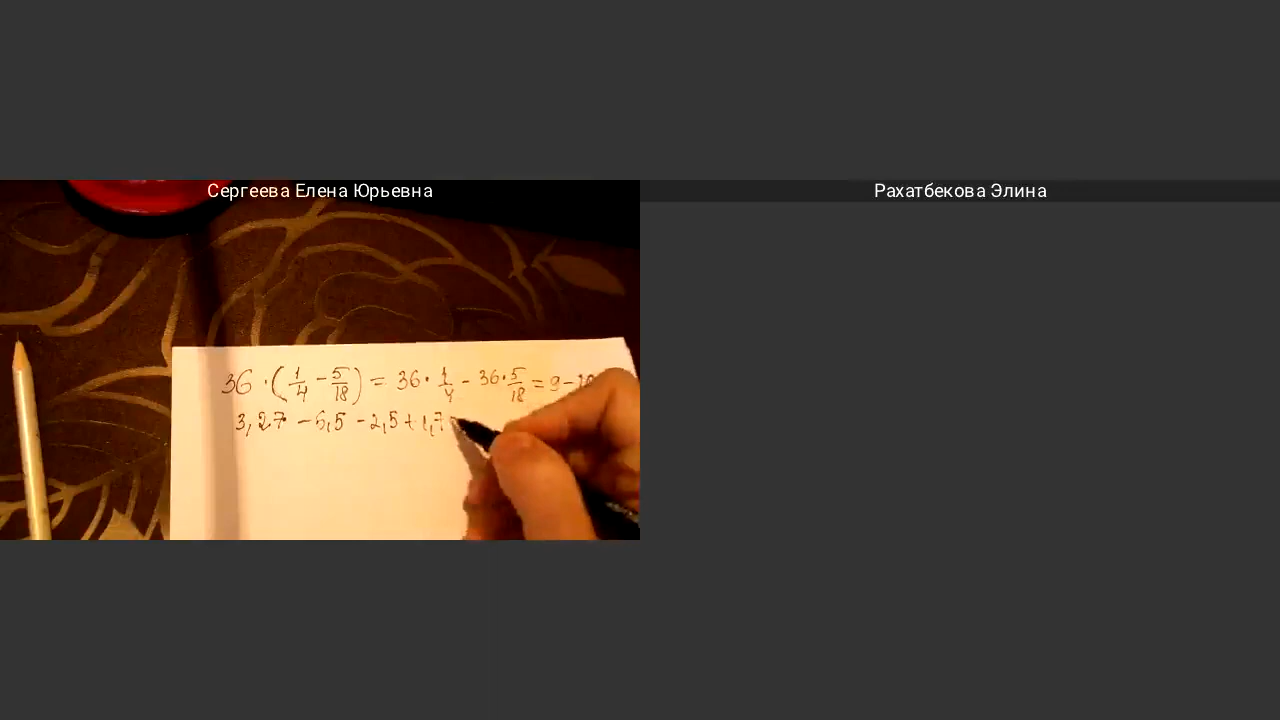 Сергеева Елена Юрьевна
Рахатбекова Элина
36 · (1/4 - 5/18) = 36 · 1/4 - 36 · 5/18 = 9 - 10
3,27 - 6,5 - 2,5 + 1,7